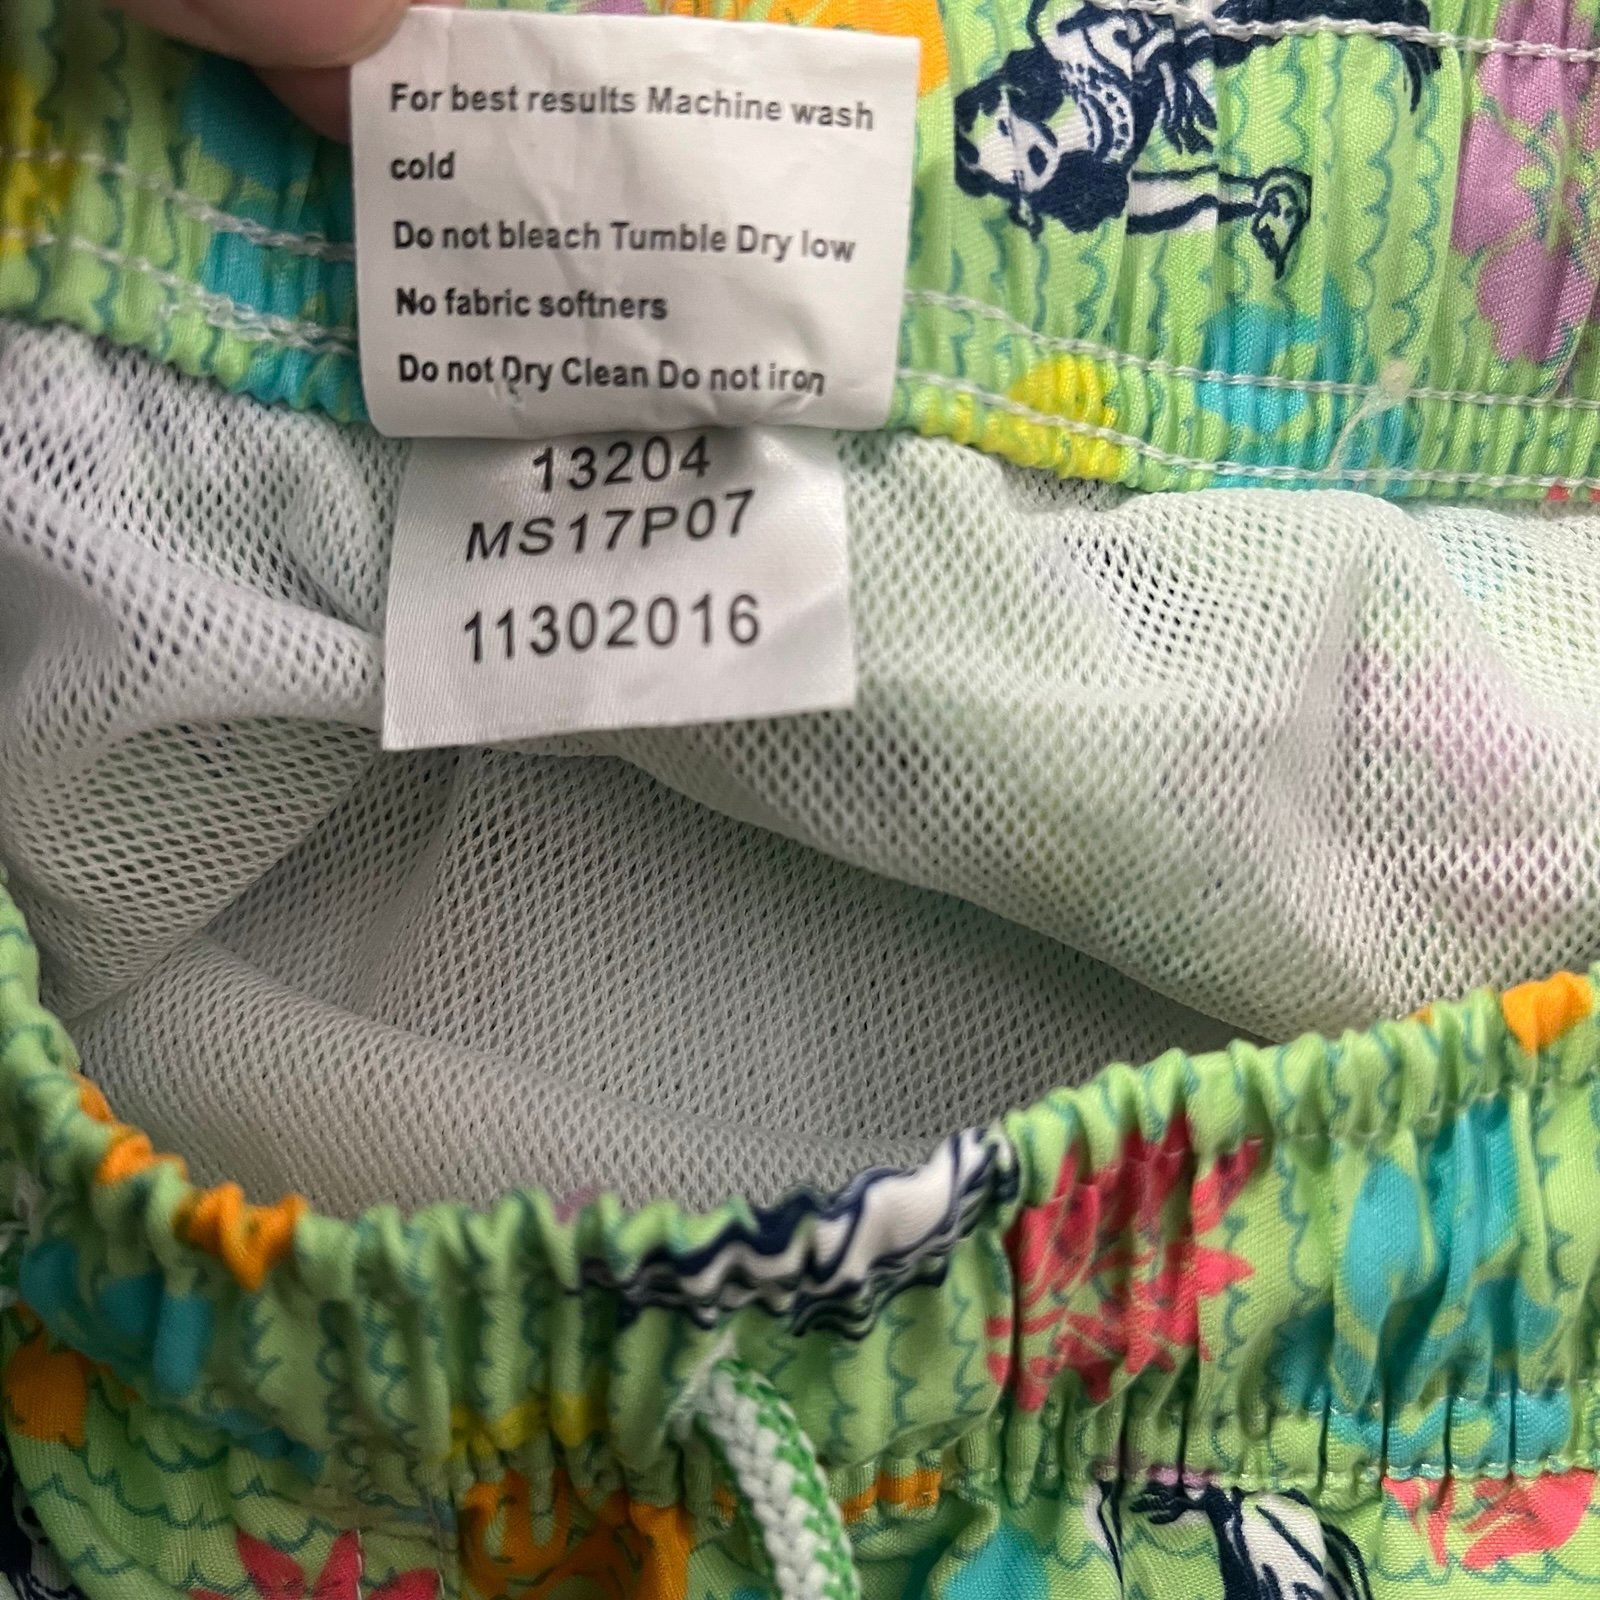 For best results Machine wash
cold
Do not bleach Tumble Dry low
No fabric softners
Do not Dry Clean Do not iron
13204
MS17P07
11302016